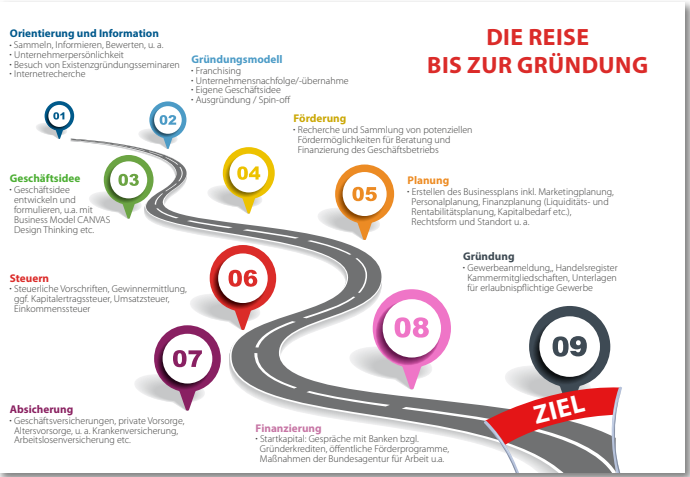 DIE REISE
BIS ZUR GRÜNDUNG
Orientierung und Information
• Sammeln, Informieren, Bewerten, u. a.
• Unternehmerpersönlichkeit
• Besuch von Existenzgründungsseminaren
• Internetrecherche
01
Gründungsmodell
• Franchising
• Unternehmensnachfolge/-übernahme
• Eigene Geschäftsidee
• Ausgründung / Spin-off
02
Geschäftsidee
• Geschäftsidee
entwickeln und
formulieren, u.a. mit
Business Model CANVAS
Design Thinking etc.
03
Förderung
• Recherche und Sammlung von potenziellen
Fördermöglichkeiten für Beratung und
Finanzierung des Geschäftsbetriebs
04
Planung
• Erstellen des Businessplans inkl. Marketingplanung,
Personalplanung, Finanzplanung (Liquiditäts- und
Rentabilitätsplanung, Kapitalbedarf etc.),
Rechtsform und Standort u. a.
05
Steuern
• Steuerliche Vorschriften, Gewinnermittlung,
ggf. Kapitalertragssteuer, Umsatzsteuer,
Einkommenssteuer
06
Absicherung
• Geschäftsversicherungen, private Vorsorge,
Altersvorsorge, u. a. Krankenversicherung,
Arbeitslosenversicherung etc.
07
Finanzierung
• Startkapital: Gespräche mit Banken bzgl.
Gründerkrediten, öffentliche Förderprogramme,
Maßnahmen der Bundesagentur für Arbeit u.a.
08
Gründung
• Gewerbeanmeldung,, Handelsregister
Kammermitgliedschaften, Unterlagen
für erlaubnispflichtige Gewerbe
09
ZIEL